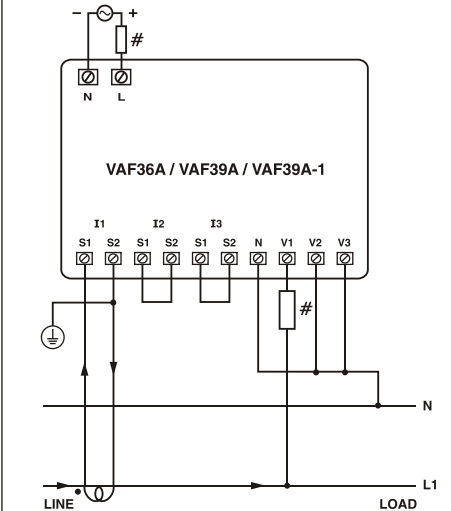 − +
#
N L
VAF36A / VAF39A / VAF39A-1
I1 I2 I3
S1 S2 S1 S2 S1 S2 N V1 V2 V3
#
N
L1
LINE LOAD